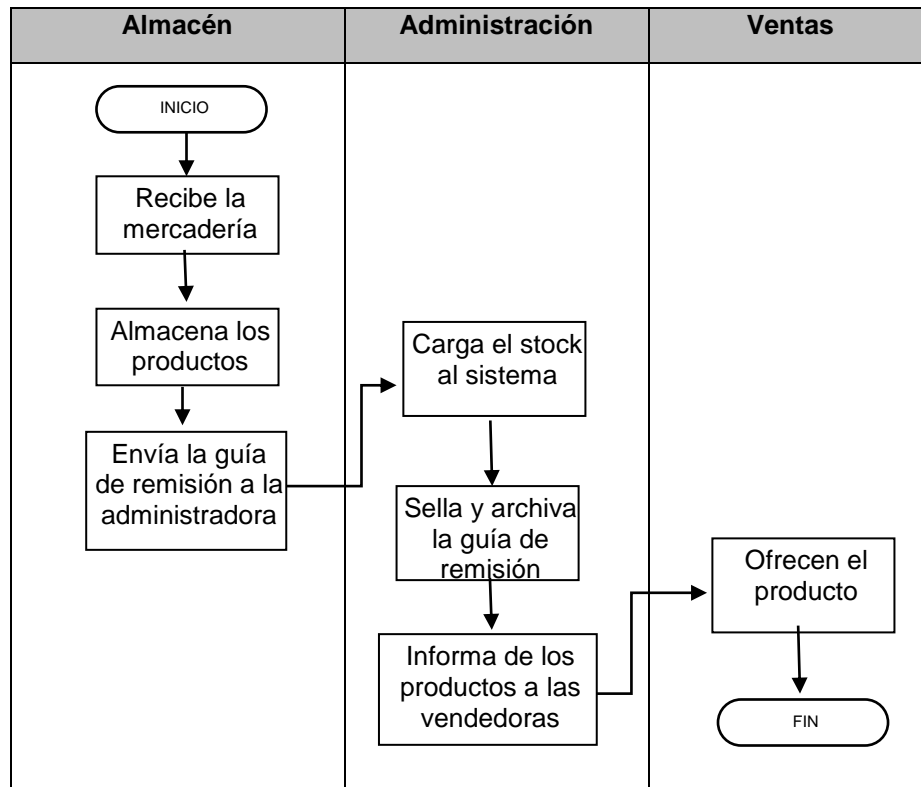 Almacén
Administración
Ventas
INICIO
Recibe la
mercadería
Almacena los
productos
Envía la guía
de remisión a la
administradora
Carga el stock
al sistema
Sella y archiva
la guía de
remisión
Informa de los
productos a las
vendedoras
Ofrecen el
producto
FIN